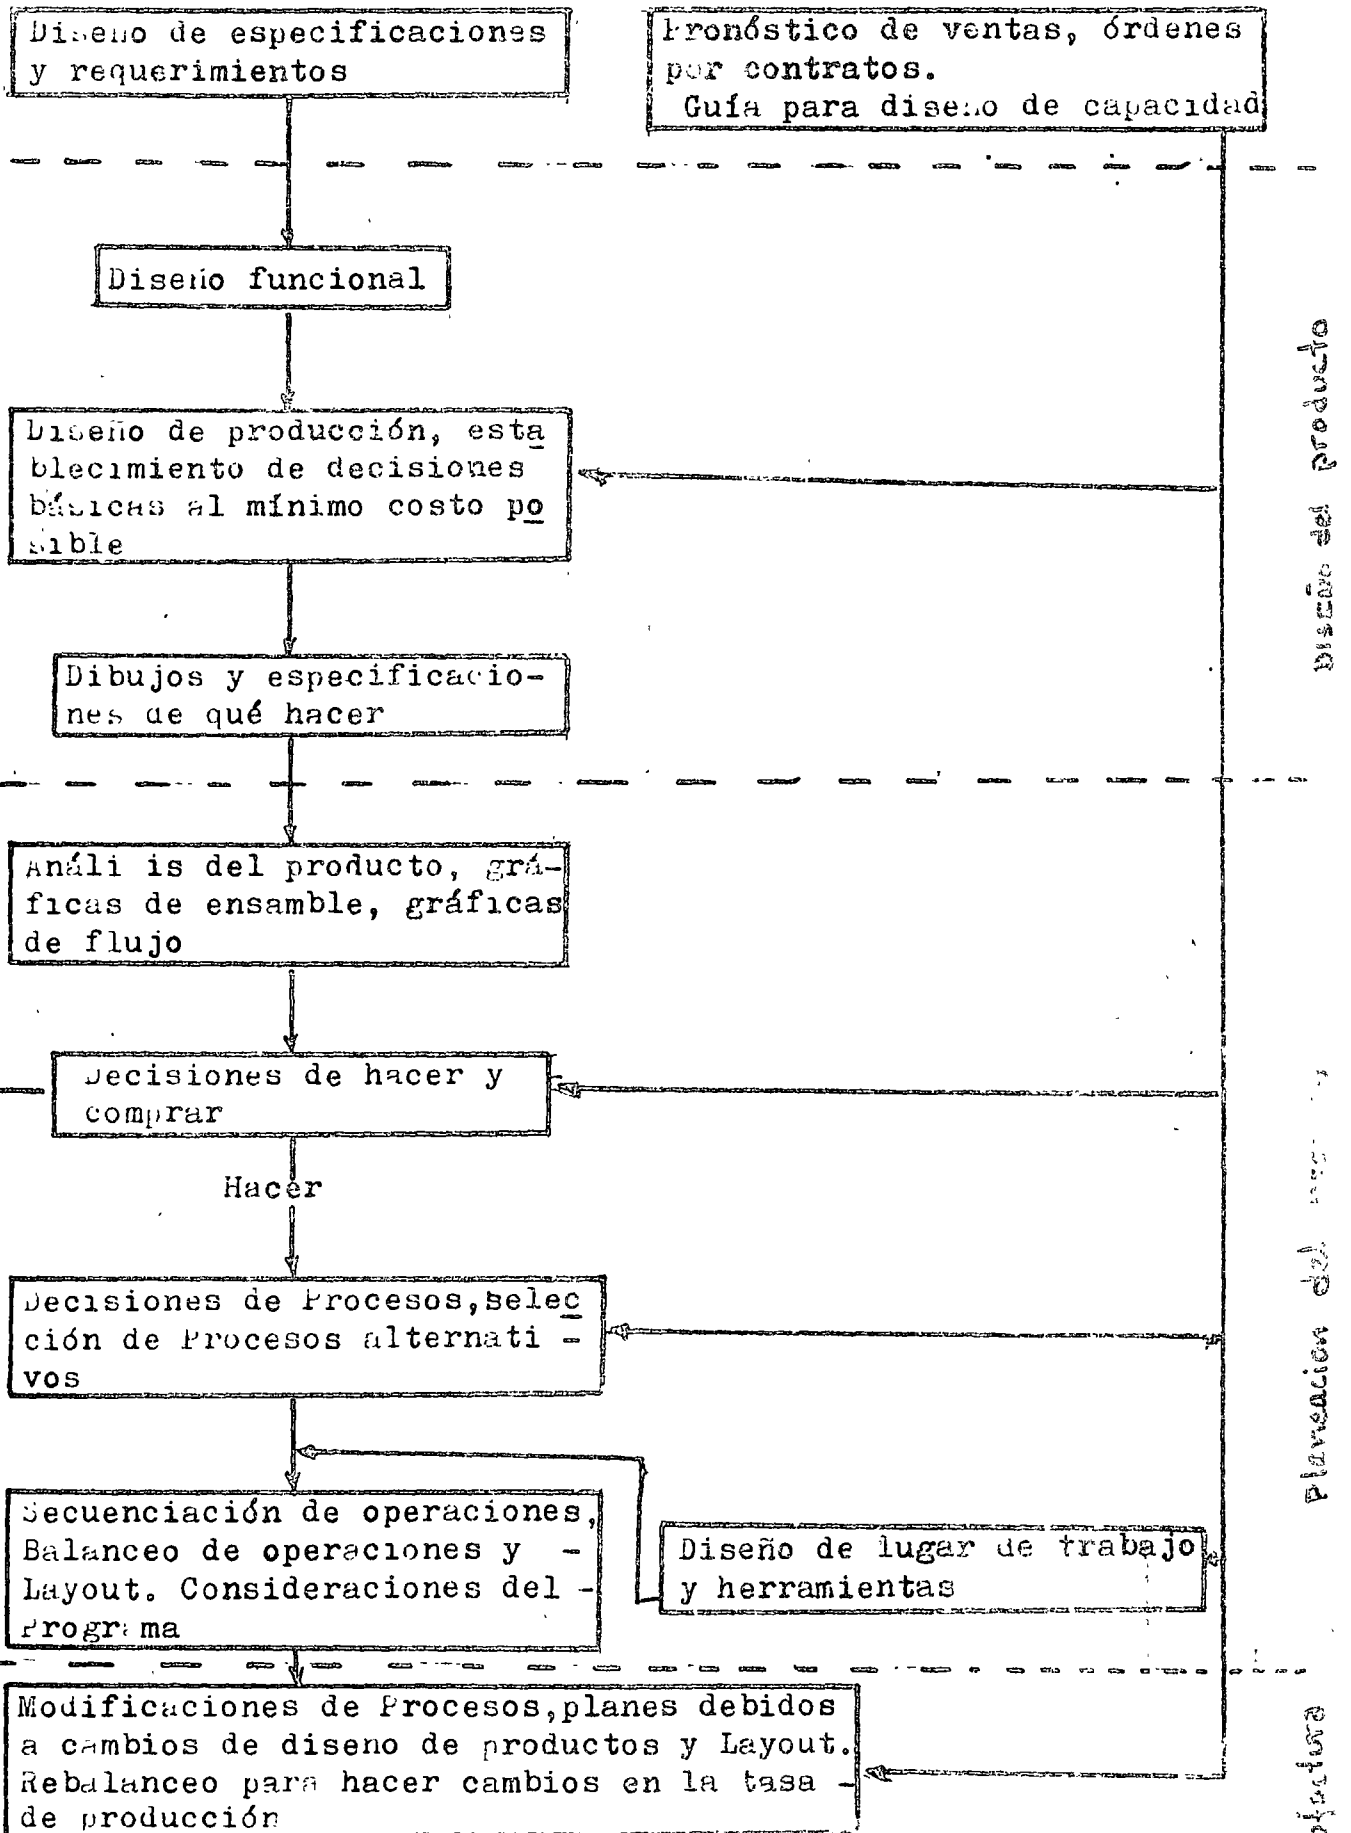 Diseño de especificaciones
y requerimientos
Pronóstico de ventas, órdenes
por contratos.
Guía para diseño de capacidad
Diseño funcional
Diseño de producción, esta
blecimiento de decisiones
básicas al mínimo costo po
sible
Dibujos y especificacio-
nes de qué hacer
Diseño del producto
Análisis del producto, grá-
ficas de ensamble, gráficas
de flujo
Decisiones de hacer y
comprar
Hacer
Decisiones de Procesos, selec
ción de Procesos alternati -
vos
Secuenciación de operaciones,
Balanceo de operaciones y -
Layout. Consideraciones del -
Programa
Diseño de lugar de trabajo
y herramientas
Planeacion del
Modificaciones de Procesos, planes debidos
a cambios de diseno de productos y Layout.
Rebalanceo para hacer cambios en la tasa -
de producción